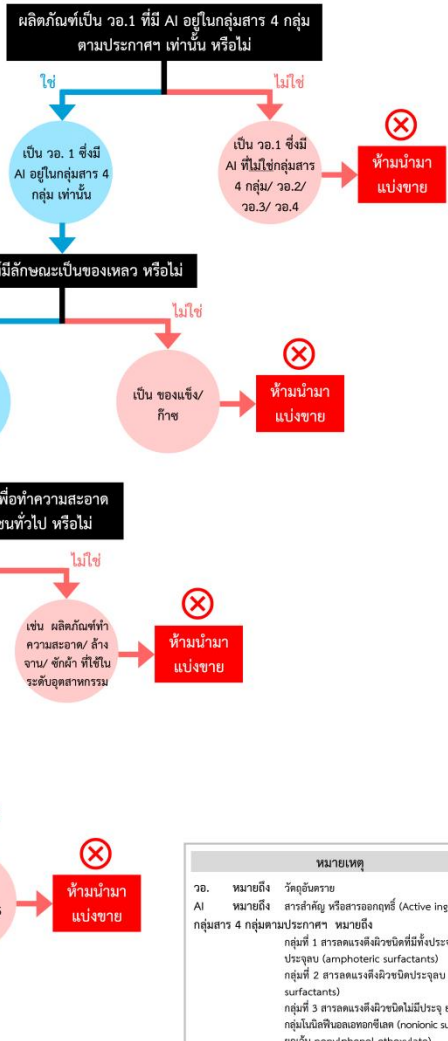 ผลิตภัณฑ์เป็น วอ.1 ที่มี AI อยู่ในกลุ่มสาร 4 กลุ่ม
ตามประกาศฯ เท่านั้น หรือไม่
ใช่
ไม่ใช่
เป็น วอ. 1 ซึ่งมี
AI อยู่ในกลุ่มสาร 4
กลุ่ม เท่านั้น
เป็น วอ.1 ซึ่งมี
AI ที่ไม่ใช่กลุ่มสาร
4 กลุ่ม/ วอ.2/
วอ.3/ วอ.4
ห้ามนำมา
แบ่งขาย
มีลักษณะเป็นของเหลว หรือไม่
ไม่ใช่
เป็น ของแข็ง/
ก๊าซ
ห้ามนำมา
แบ่งขาย
พื่อทำความสะอาด
ชนทั่วไป หรือไม่
ไม่ใช่
เช่น ผลิตภัณฑ์ทำ
ความสะอาด/ ล้าง
จาน/ ซักผ้า ที่ใช้ใน
ระดับอุตสาหกรรม
ห้ามนำมา
แบ่งขาย
ห้ามนำมา
แบ่งขาย
หมายเหตุ
วอ. หมายถึง วัตถุอันตราย
AI หมายถึง สารสำคัญ หรือสารออกฤทธิ์ (Active ing
กลุ่มสาร 4 กลุ่มตามประกาศฯ หมายถึง
กลุ่มที่ 1 สารลดแรงตึงผิวชนิดที่มีทั้งประจุ
ประจุลบ (amphoteric surfactants)
กลุ่มที่ 2 สารลดแรงตึงผิวชนิดประจุลบ
surfactants)
กลุ่มที่ 3 สารลดแรงตึงผิวชนิดไม่มีประจุ
กลุ่มโนนิลฟีนอลเอทอกซีเลต (nonionic su